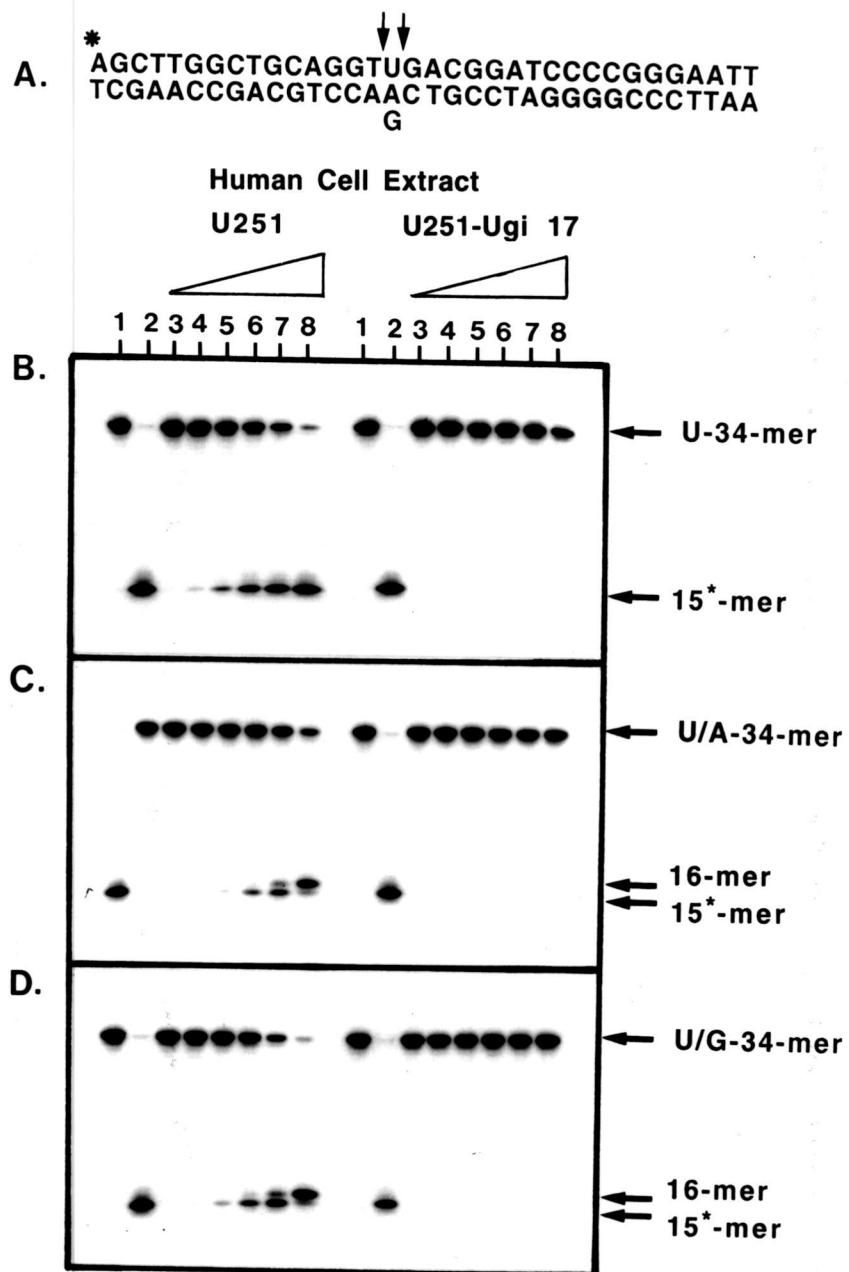 *
A.
AGCTTGGCTGCAGGTUGACGGATCCCCGGGAATT
TCGAACCGACGTCCAACTGCCTAGGGGCCCTTAA
G
Human Cell Extract
U251 U251-Ugi 17
1 2 3 4 5 6 7 8 1 2 3 4 5 6 7 8
B.
U-34-mer
15*-mer
C.
U/A-34-mer
16-mer
15*-mer
D.
U/G-34-mer
16-mer
15*-mer